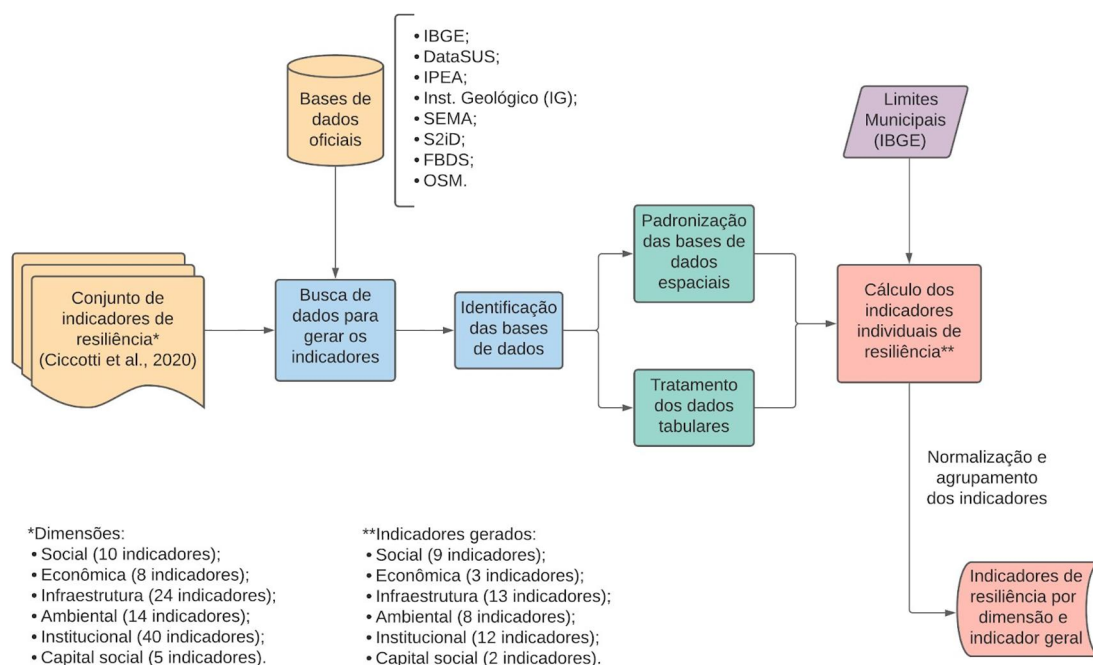 Bases de
dados
oficiais
• IBGE;
• DataSUS;
• IPEA;
• Inst. Geológico (IG);
• SEMA;
• S2iD;
• FBDS;
• OSM.
Limites
Municipais
(IBGE)
Conjunto de
indicadores de
resiliência*
(Ciccotti et al., 2020)
Busca de
dados para
gerar os
indicadores
Identificação
das bases
de dados
Padronização
das bases de
dados
espaciais
Tratamento
dos dados
tabulares
Cálculo dos
indicadores
individuais de
resiliência**
Normalização e
agrupamento
dos indicadores
Indicadores de
resiliência por
dimensão e
indicador geral
*Dimensões:
• Social (10 indicadores);
• Econômica (8 indicadores);
• Infraestrutura (24 indicadores);
• Ambiental (14 indicadores);
• Institucional (40 indicadores);
• Capital social (5 indicadores).
**Indicadores gerados:
• Social (9 indicadores);
• Econômica (3 indicadores);
• Infraestrutura (13 indicadores);
• Ambiental (8 indicadores);
• Institucional (12 indicadores);
• Capital social (2 indicadores).